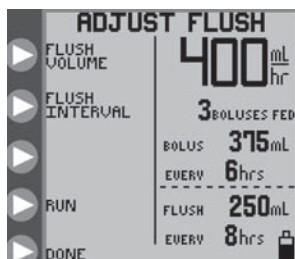 ADJUST FLUSH
FLUSH
VOLUME
400 mL
hr
FLUSH
INTERVAL
3 BOLUSES FED
BOLUS 375mL
EVERY 6hrs
RUN
FLUSH 250mL
EVERY 8hrs
DONE